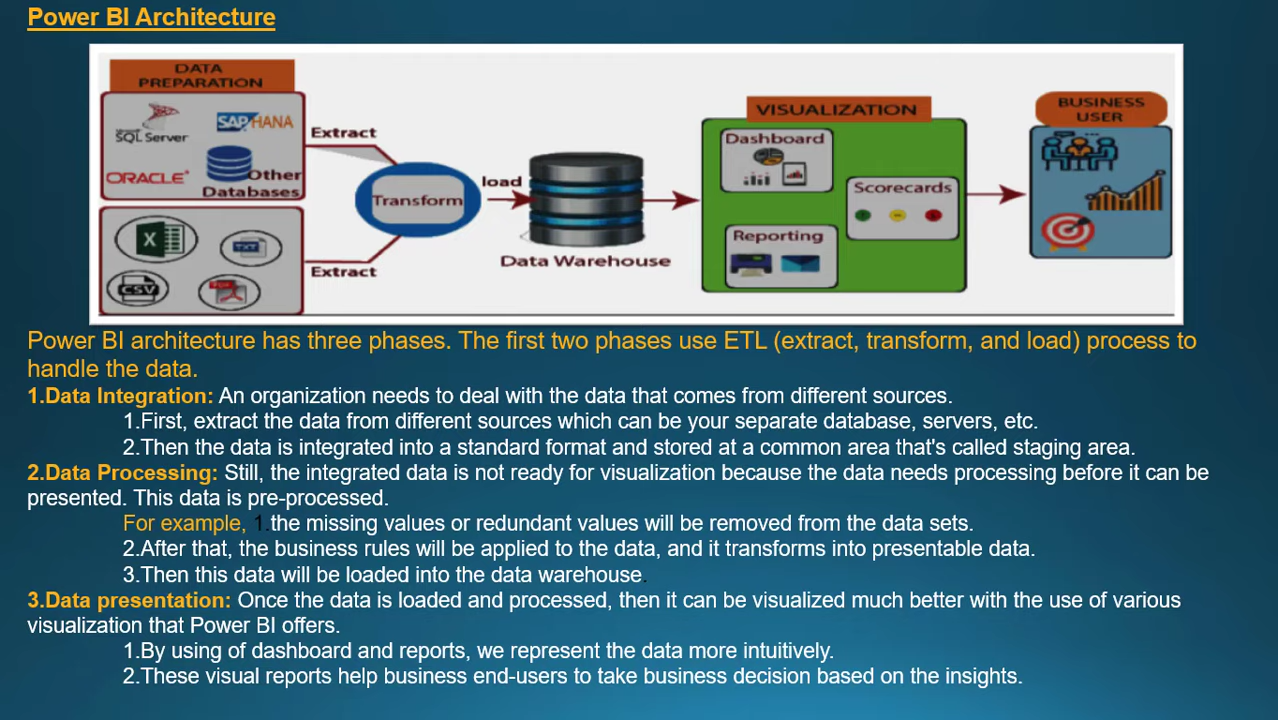 Power BI Architecture
DATA
PREPARATION
Microsoft
SQL Server
SAP HANA
ORACLE
Other
Databases
Extract
X
TXT
CSV
PDF
Extract
Transform
load
Data Warehouse
VISUALIZATION
Dashboard
Scorecards
Reporting
BUSINESS
USER
Power BI architecture has three phases. The first two phases use ETL (extract, transform, and load) process to
handle the data.
1.Data Integration: An organization needs to deal with the data that comes from different sources.
1.First, extract the data from different sources which can be your separate database, servers, etc.
2.Then the data is integrated into a standard format and stored at a common area that's called staging area.
2.Data Processing: Still, the integrated data is not ready for visualization because the data needs processing before it can be
presented. This data is pre-processed.
For example, 1.the missing values or redundant values will be removed from the data sets.
2.After that, the business rules will be applied to the data, and it transforms into presentable data.
3.Then this data will be loaded into the data warehouse.
3.Data presentation: Once the data is loaded and processed, then it can be visualized much better with the use of various
visualization that Power BI offers.
1.By using of dashboard and reports, we represent the data more intuitively.
2.These visual reports help business end-users to take business decision based on the insights.